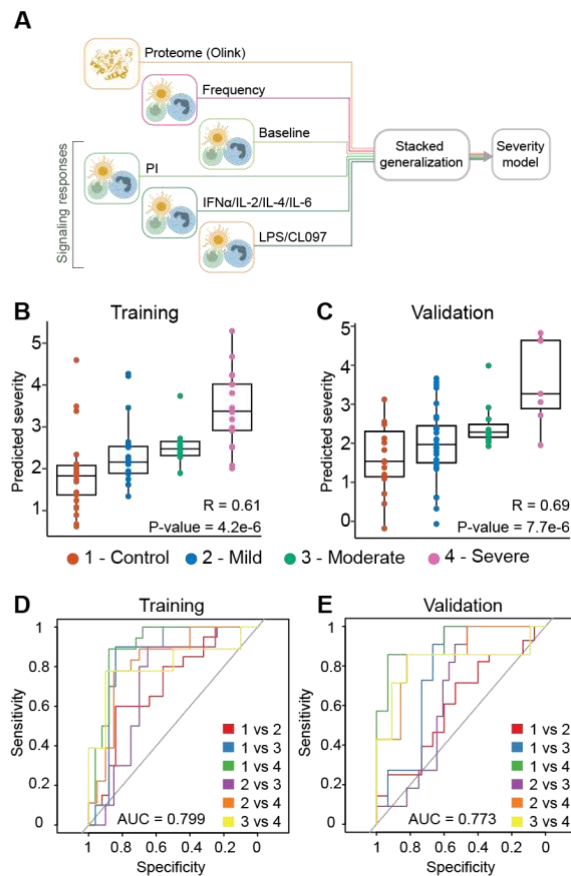 A
Proteome (Olink)
Frequency
Baseline
Signaling responses
PI
IFNα/IL-2/IL-4/IL-6
LPS/CL097
Stacked
generalization
Severity
model
B
Training
Predicted severity
5
4
3
2
1
R = 0.61
P-value = 4.2e-6
C
Validation
Predicted severity
5
4
3
2
1
0
R = 0.69
P-value = 7.7e-6
1 - Control
2 - Mild
3 - Moderate
4 - Severe
D
Training
Sensitivity
1
0.8
0.6
0.4
0.2
0
1 vs 2
1 vs 3
1 vs 4
2 vs 3
2 vs 4
3 vs 4
AUC = 0.799
1 0.8 0.6 0.4 0.2 0
Specificity
E
Validation
Sensitivity
1
0.8
0.6
0.4
0.2
0
1 vs 2
1 vs 3
1 vs 4
2 vs 3
2 vs 4
3 vs 4
AUC = 0.773
1 0.8 0.6 0.4 0.2 0
Specificity